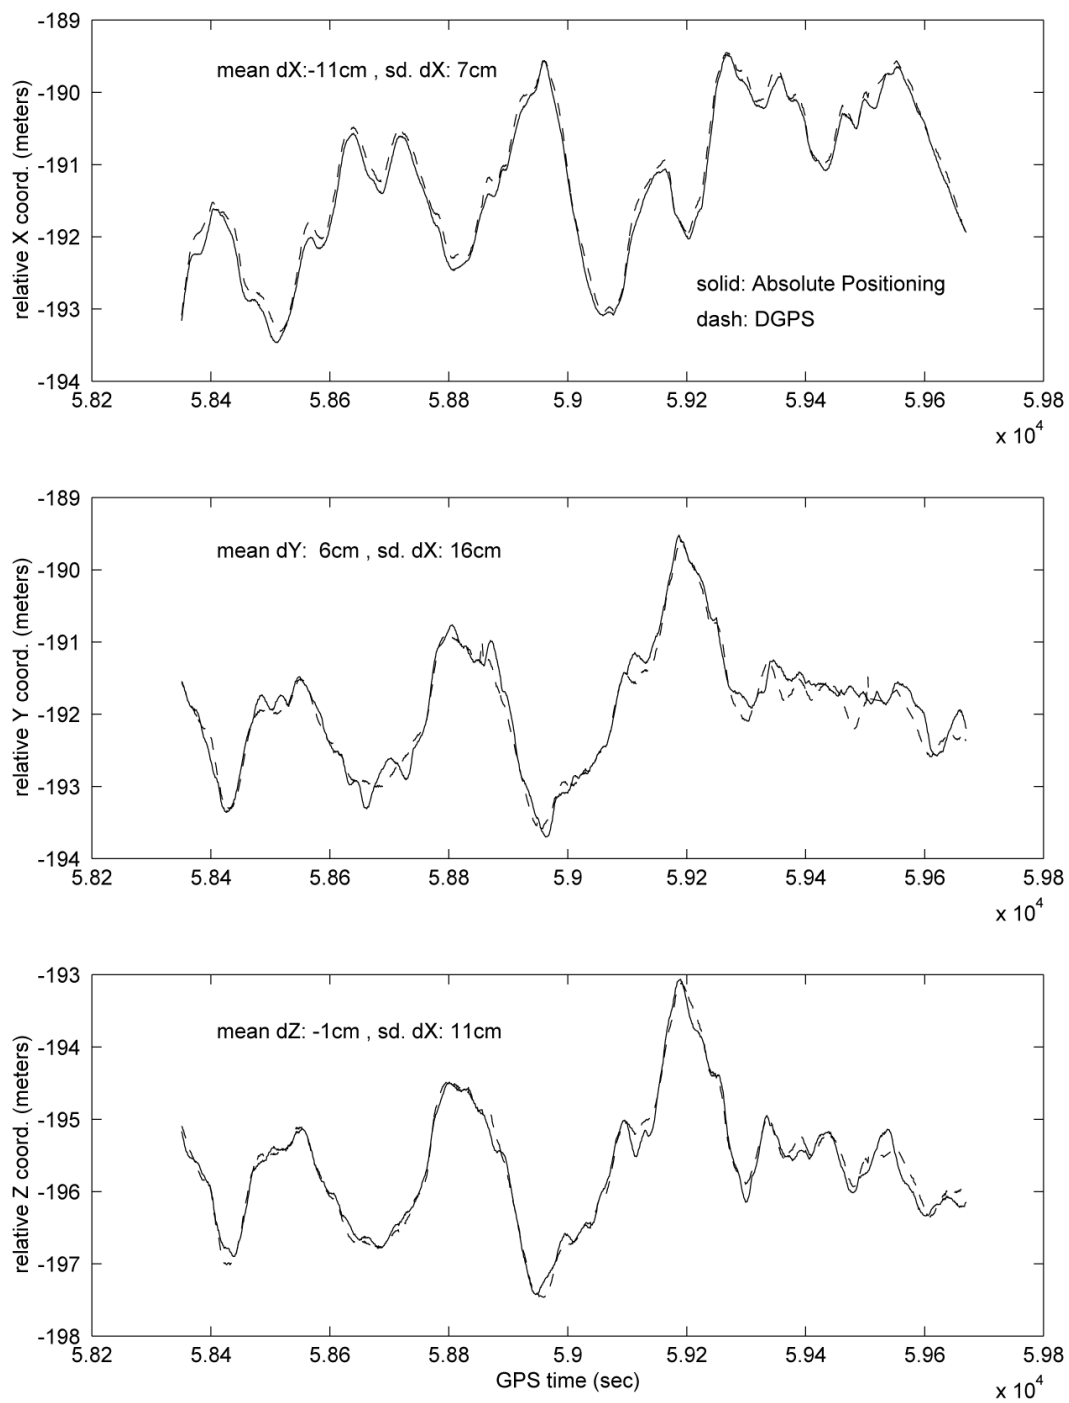 -189
-190
-191
-192
-193
-194
relative X coord. (meters)
mean dX:-11cm , sd. dX: 7cm
solid: Absolute Positioning
dash: DGPS
5.82 5.84 5.86 5.88 5.9 5.92 5.94 5.96 5.98
x 10^4
-189
-190
-191
-192
-193
-194
relative Y coord. (meters)
mean dY: 6cm , sd. dX: 16cm
5.82 5.84 5.86 5.88 5.9 5.92 5.94 5.96 5.98
x 10^4
-193
-194
-195
-196
-197
-198
relative Z coord. (meters)
mean dZ: -1cm , sd. dX: 11cm
5.82 5.84 5.86 5.88 5.9 5.92 5.94 5.96 5.98
GPS time (sec)
x 10^4